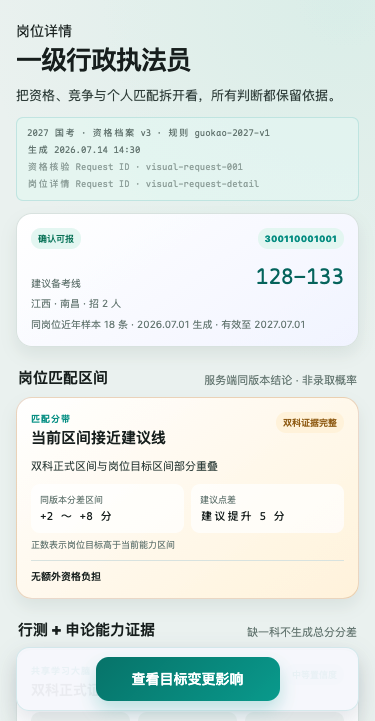 岗位详情
一级行政执法员
把资格、竞争与个人匹配拆开看，所有判断都保留依据。
2027 国考 · 资格档案 v3 · 规则 guokao-2027-v1
生成 2026.07.14 14:30
资格核验 Request ID · visual-request-001
岗位详情 Request ID · visual-request-detail
确认可报
300110001001
建议备考线
128–133
江西 · 南昌 · 招 2 人
同岗位近年样本 18 条 · 2026.07.01 生成 · 有效至 2027.07.01
岗位匹配区间
服务端同版本结论 · 非录取概率
匹配分带
双科证据完整
当前区间接近建议线
双科正式区间与岗位目标区间部分重叠
同版本分差区间
+2 ～ +8 分
建议点差
建议提升 5 分
正数表示岗位目标高于当前能力区间
无额外资格负担
行测 + 申论能力证据
缺一科不生成总分分差
双科正式
查看目标变更影响